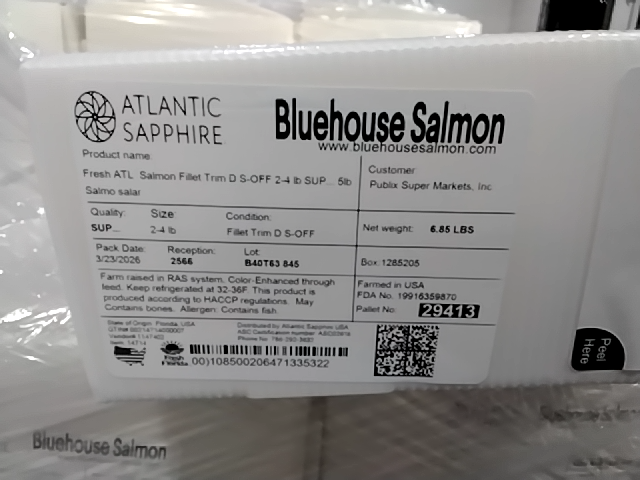 ATLANTIC
SAPPHIRE
Bluehouse Salmon
www.bluehousesalmon.com
Product name
Fresh ATL Salmon Fillet Trim D S-OFF 2-4 lb SUP... 5lb
Salmo salar
Customer
Publix Super Markets, Inc
Quality: Size: Condition:
SUP... 2-4 lb Fillet Trim D S-OFF
Net weight: 6.85 LBS
Pack Date: Reception: Lot:
3/23/2026 2566 B40T63 845
Box: 1285205
Farm raised in RAS system, Color-Enhanced through
feed. Keep refrigerated at 32-36F. This product is
produced according to HACCP regulations. May
Contains bones. Allergen: Contains fish.
Farmed in USA
FDA No. 19916359870
Pallet No: 29413
State of Origin: Florida, USA
Distributed by Atlantic Sapphire USA
.00)108500206471335322
Peel
Here
Bluehouse Salmon